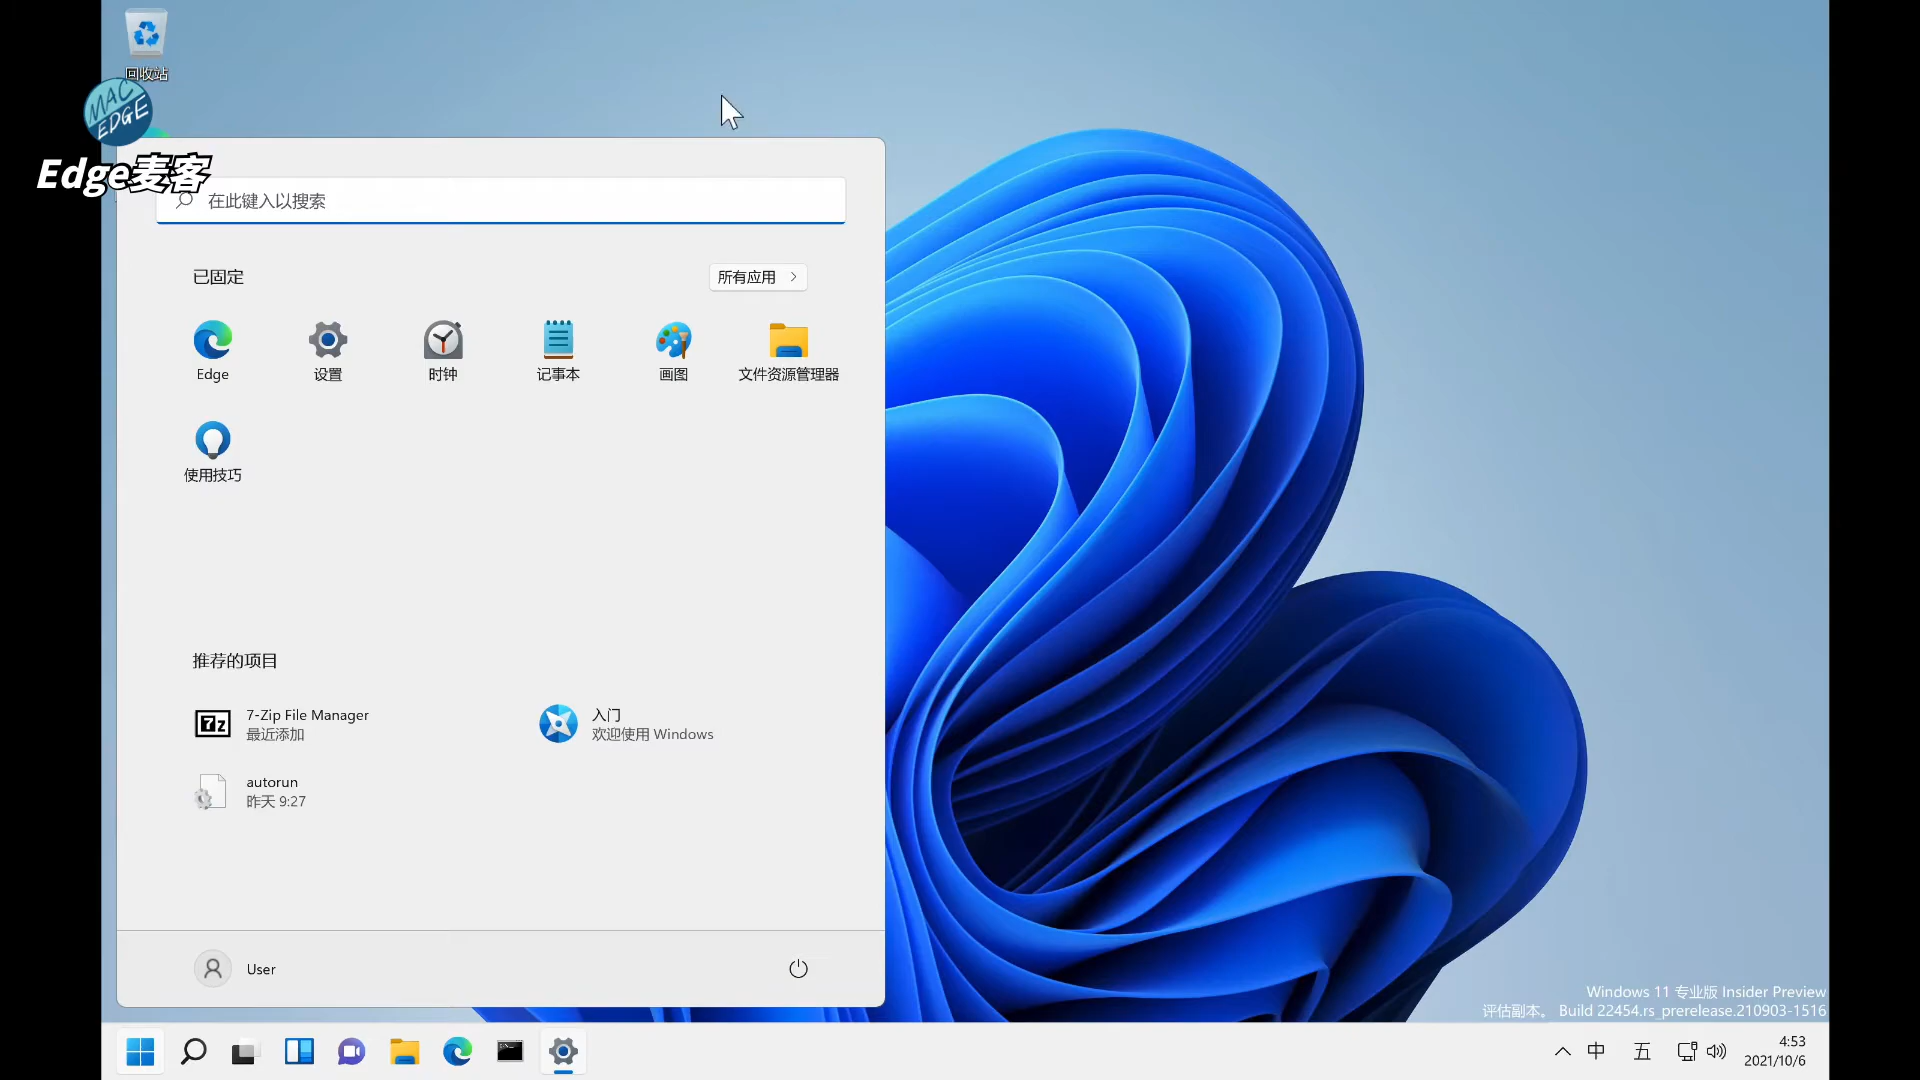 回收站
MAC
EDGE
Edge麦客
在此键入以搜索
已固定
所有应用
Edge
设置
时钟
记事本
画图
文件资源管理器
使用技巧
推荐的项目
7-Zip File Manager
最近添加
入门
欢迎使用 Windows
autorun
昨天 9:27
User
Windows 11 专业版 Insider Preview
评估副本。 Build 22454.rs_prerelease.210903-1516
中
五
4:53
2021/10/6